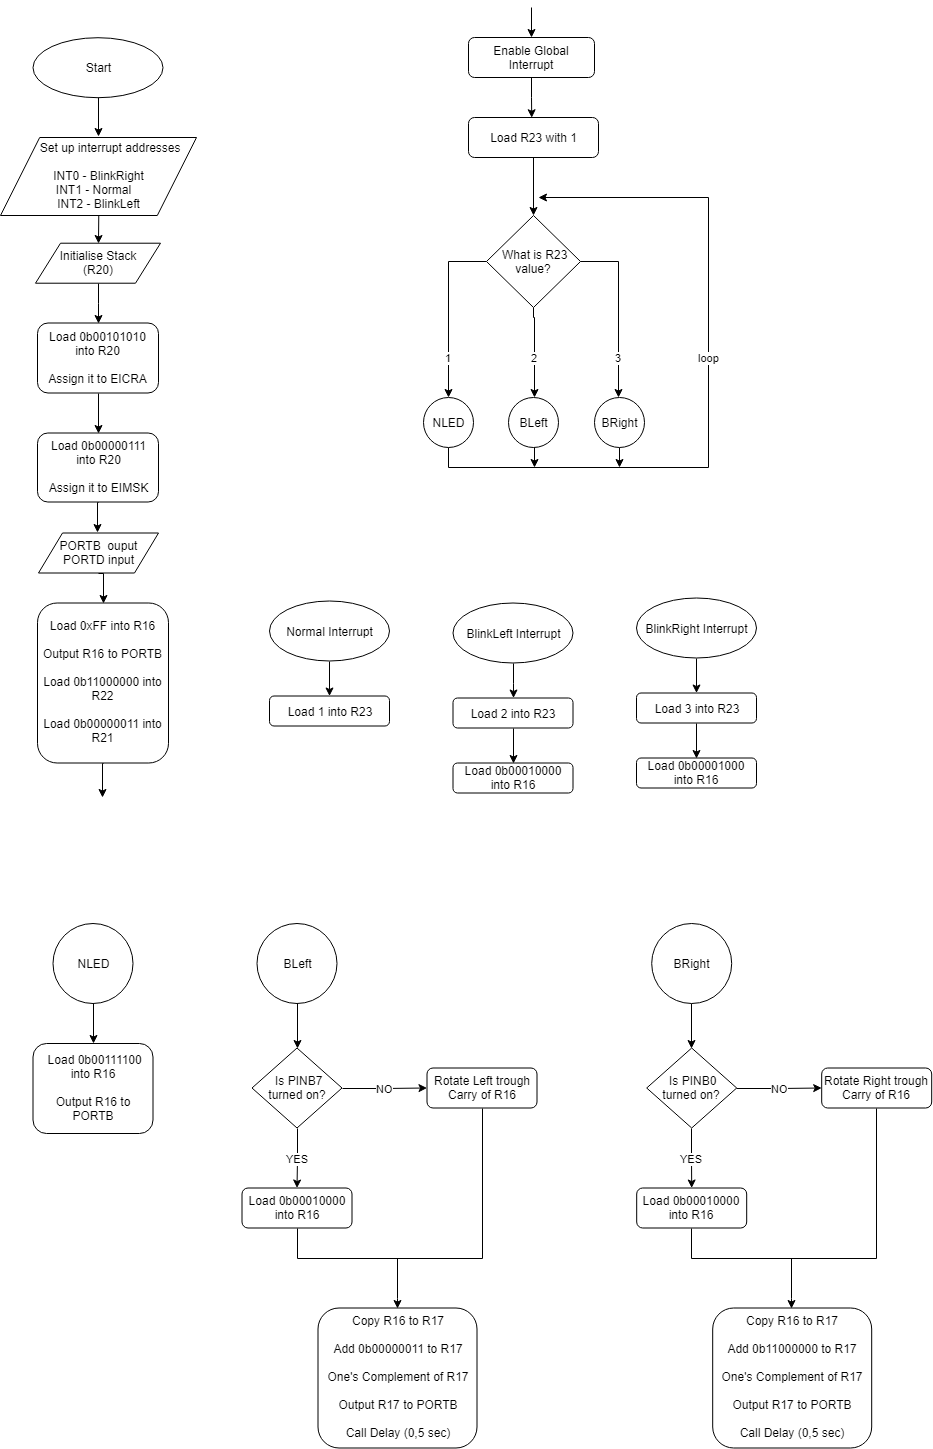 Start
Set up interrupt addresses
INT0 - BlinkRight
INT1 - Normal
INT2 - BlinkLeft
Initialise Stack
(R20)
Load 0b00101010
into R20
Assign it to EICRA
Load 0b00000111
into R20
Assign it to EIMSK
PORTB ouput
PORTD input
Load 0xFF into R16
Output R16 to PORTB
Load 0b11000000 into
R22
Load 0b00000011 into
R21
Enable Global
Interrupt
Load R23 with 1
What is R23
value?
1
2
3
loop
NLED
BLeft
BRight
Normal Interrupt
Load 1 into R23
BlinkLeft Interrupt
Load 2 into R23
Load 0b00010000
into R16
BlinkRight Interrupt
Load 3 into R23
Load 0b00001000
into R16
NLED
Load 0b00111100
into R16
Output R16 to
PORTB
BLeft
Is PINB7
turned on?
NO
Rotate Left trough
Carry of R16
YES
Load 0b00010000
into R16
Copy R16 to R17
Add 0b00000011 to R17
One's Complement of R17
Output R17 to PORTB
Call Delay (0,5 sec)
BRight
Is PINB0
turned on?
NO
Rotate Right trough
Carry of R16
YES
Load 0b00010000
into R16
Copy R16 to R17
Add 0b11000000 to R17
One's Complement of R17
Output R17 to PORTB
Call Delay (0,5 sec)